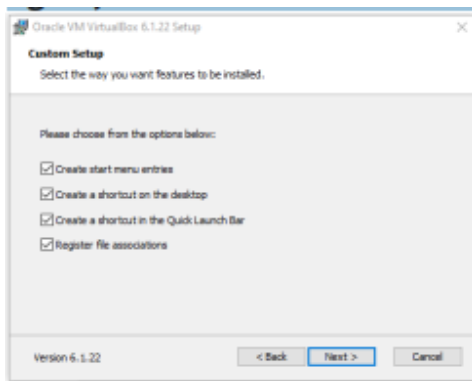 Oracle VM VirtualBox 6.1.22 Setup
Custom Setup
Select the way you want features to be installed.
Please choose from the options below:
Create start menu entries
Create a shortcut on the desktop
Create a shortcut in the Quick Launch Bar
Register file associations
Version 6.1.22
< Back
Next >
Cancel